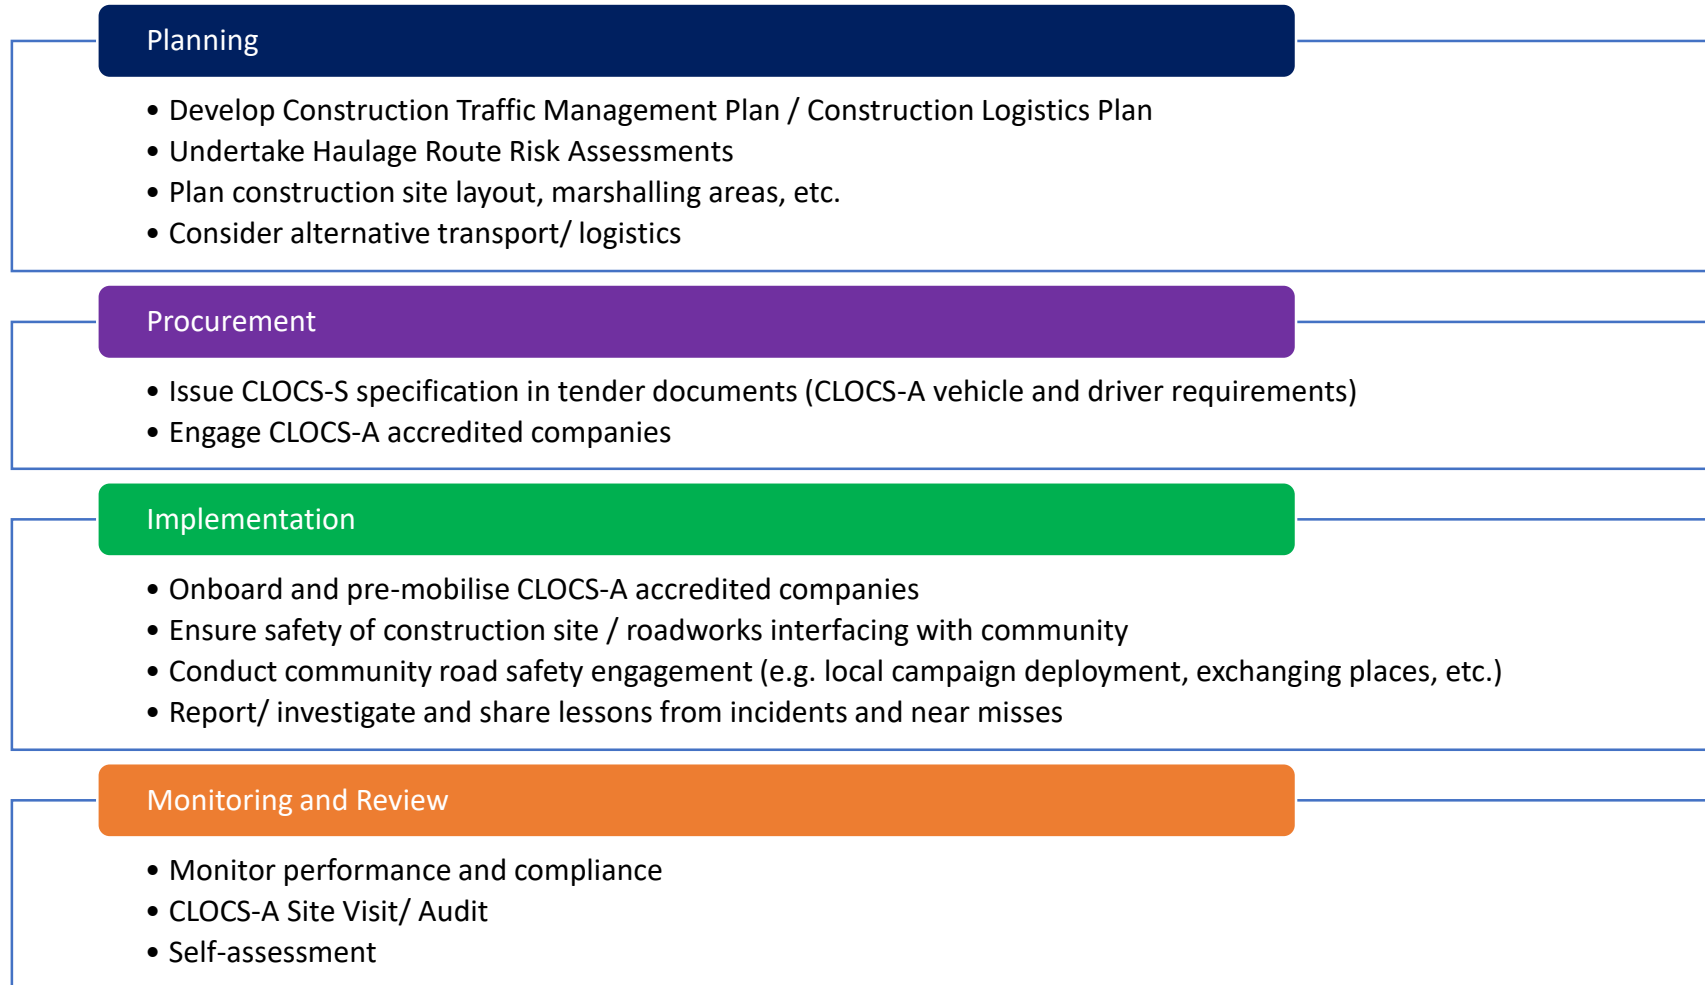 Planning
• Develop Construction Traffic Management Plan / Construction Logistics Plan
• Undertake Haulage Route Risk Assessments
• Plan construction site layout, marshalling areas, etc.
• Consider alternative transport/ logistics
Procurement
• Issue CLOCS-S specification in tender documents (CLOCS-A vehicle and driver requirements)
• Engage CLOCS-A accredited companies
Implementation
• Onboard and pre-mobilise CLOCS-A accredited companies
• Ensure safety of construction site / roadworks interfacing with community
• Conduct community road safety engagement (e.g. local campaign deployment, exchanging places, etc.)
• Report/ investigate and share lessons from incidents and near misses
Monitoring and Review
• Monitor performance and compliance
• CLOCS-A Site Visit/ Audit
• Self-assessment